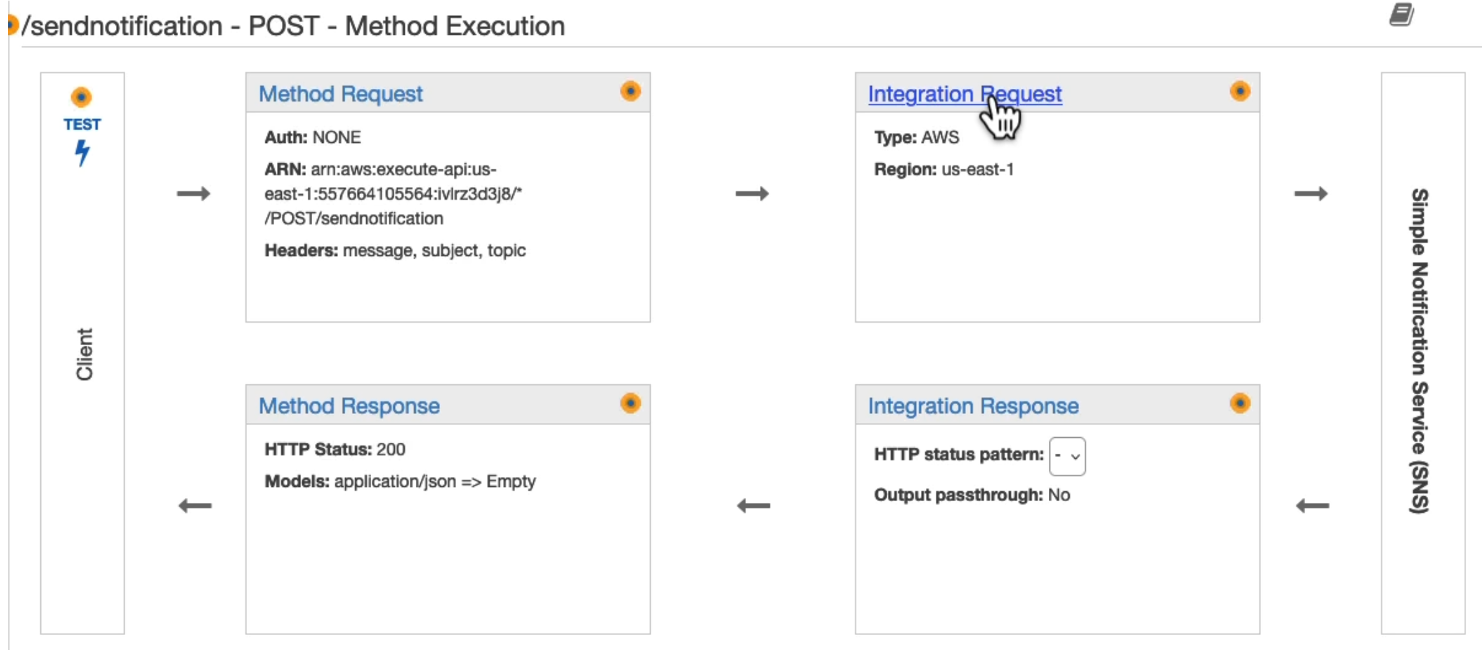 /sendnotification - POST - Method Execution
TEST
Client
Method Request
Auth: NONE
ARN: arn:aws:execute-api:us-
east-1:557664105564:ivlrz3d3j8/*
/POST/sendnotification
Headers: message, subject, topic
Integration Request
Type: AWS
Region: us-east-1
Simple Notification Service (SNS)
Method Response
HTTP Status: 200
Models: application/json => Empty
Integration Response
HTTP status pattern: -
Output passthrough: No